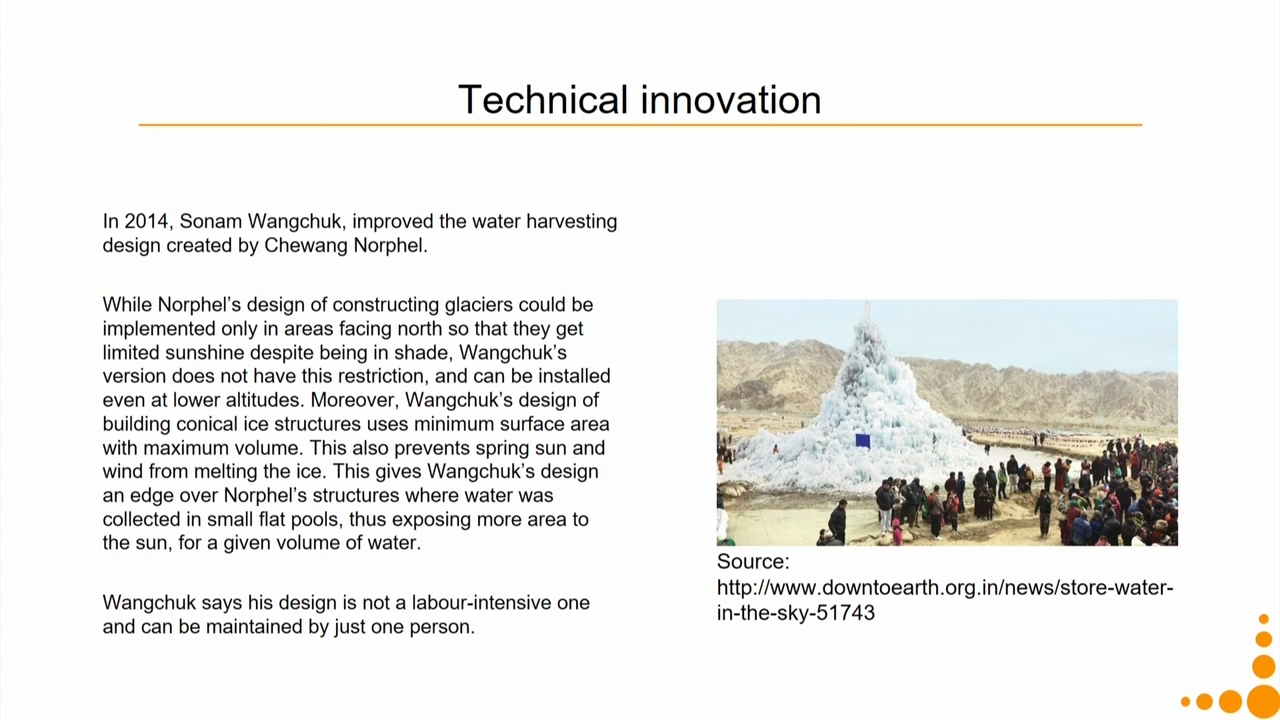 Technical innovation
In 2014, Sonam Wangchuk, improved the water harvesting
design created by Chewang Norphel.
While Norphel's design of constructing glaciers could be
implemented only in areas facing north so that they get
limited sunshine despite being in shade, Wangchuk's
version does not have this restriction, and can be installed
even at lower altitudes. Moreover, Wangchuk's design of
building conical ice structures uses minimum surface area
with maximum volume. This also prevents spring sun and
wind from melting the ice. This gives Wangchuk's design
an edge over Norphel's structures where water was
collected in small flat pools, thus exposing more area to
the sun, for a given volume of water.
Wangchuk says his design is not a labour-intensive one
and can be maintained by just one person.
Source:
http://www.downtoearth.org.in/news/store-water-
in-the-sky-51743